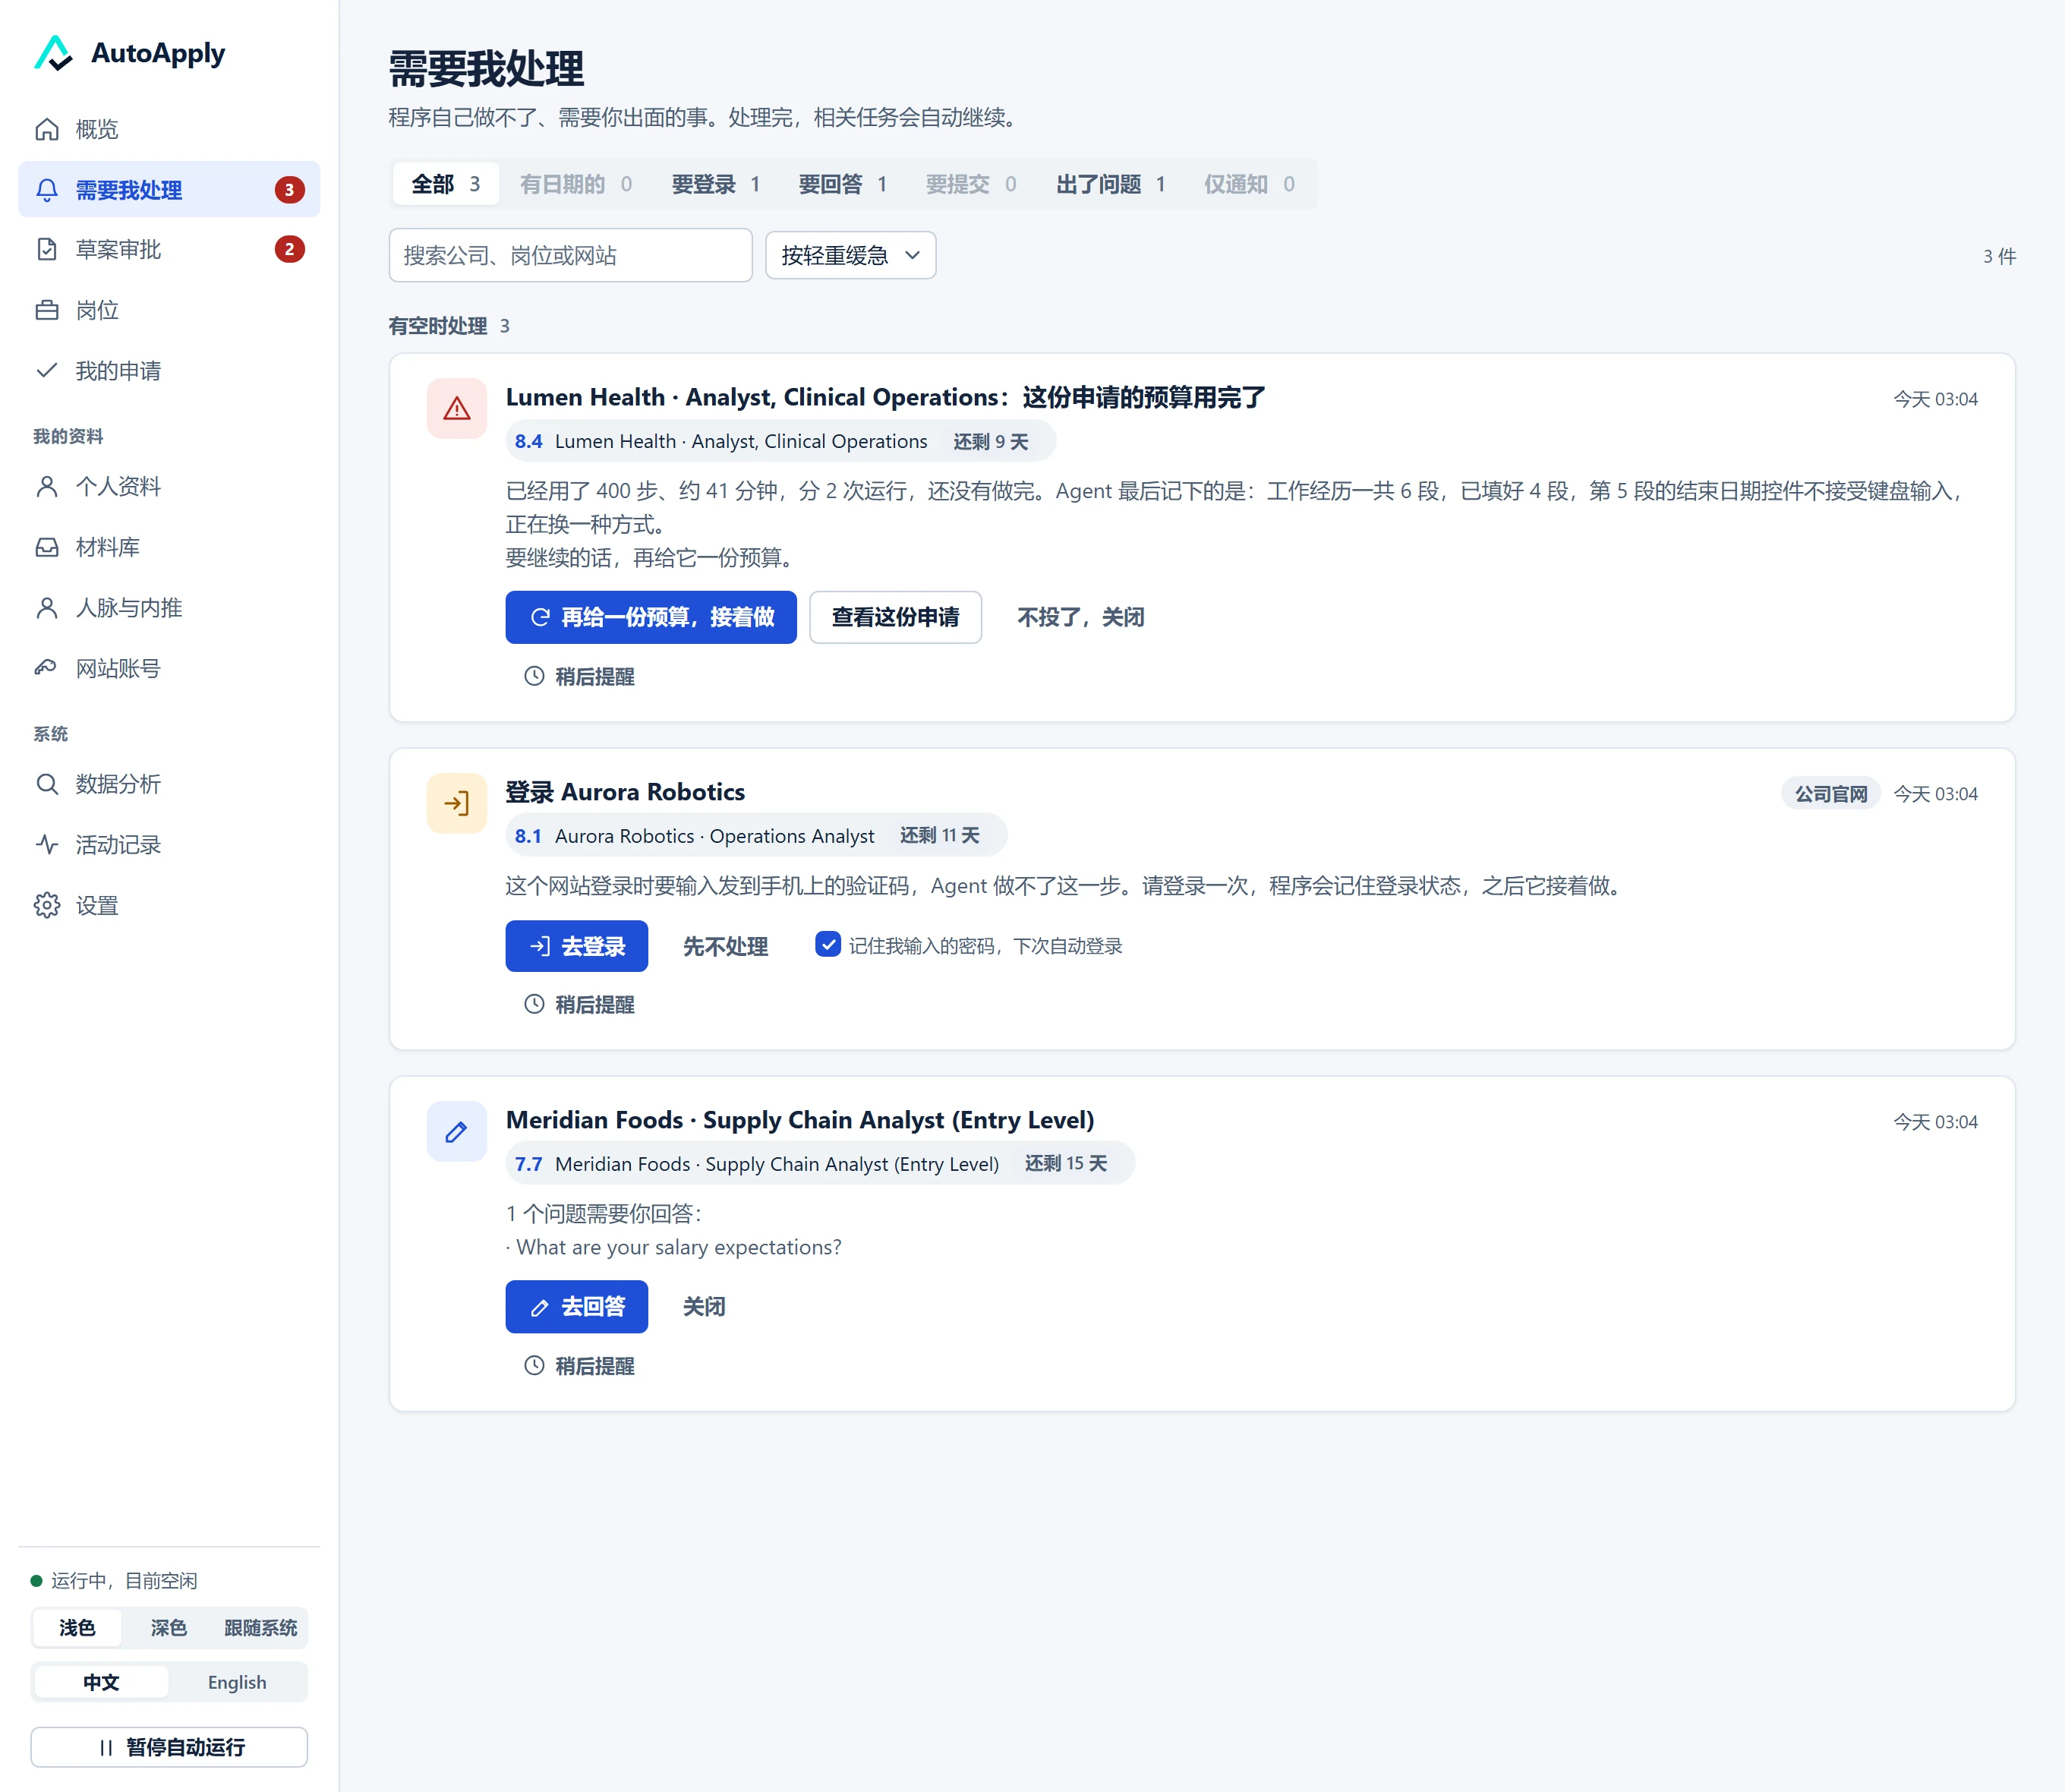 AutoApply
概览
需要我处理 3
草案审批 2
岗位
我的申请
我的资料
个人资料
材料库
人脉与内推
网站账号
系统
数据分析
活动记录
设置
运行中，目前空闲
浅色 深色 跟随系统
中文 English
暂停自动运行
需要我处理
程序自己做不了、需要你出面的事。处理完，相关任务会自动继续。
全部 3 有日期的 0 要登录 1 要回答 1 要提交 0 出了问题 1 仅通知 0
搜索公司、岗位或网站 按轻重缓急 3 件
有空时处理 3
Lumen Health · Analyst, Clinical Operations：这份申请的预算用完了 今天 03:04
8.4 Lumen Health · Analyst, Clinical Operations 还剩 9 天
已经用了 400 步、约 41 分钟，分 2 次运行，还没有做完。Agent 最后记下的是：工作经历一共 6 段，已填好 4 段，第 5 段的结束日期控件不接受键盘输入，
正在换一种方式。
要继续的话，再给它一份预算。
再给一份预算，接着做 查看这份申请 不投了，关闭
稍后提醒
登录 Aurora Robotics 公司官网 今天 03:04
8.1 Aurora Robotics · Operations Analyst 还剩 11 天
这个网站登录时要输入发到手机上的验证码，Agent 做不了这一步。请登录一次，程序会记住登录状态，之后它接着做。
去登录 先不处理 记住我输入的密码，下次自动登录
稍后提醒
Meridian Foods · Supply Chain Analyst (Entry Level) 今天 03:04
7.7 Meridian Foods · Supply Chain Analyst (Entry Level) 还剩 15 天
1 个问题需要你回答：
· What are your salary expectations?
去回答 关闭
稍后提醒